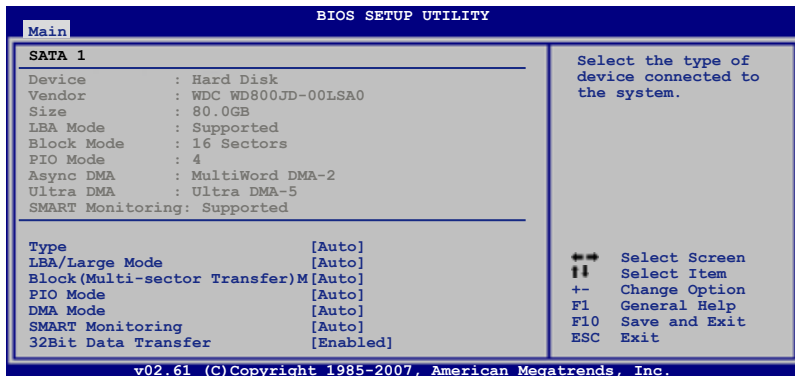 BIOS SETUP UTILITY
Main
SATA 1
Device : Hard Disk
Vendor : WDC WD800JD-00LSA0
Size : 80.0GB
LBA Mode : Supported
Block Mode : 16 Sectors
PIO Mode : 4
Async DMA : MultiWord DMA-2
Ultra DMA : Ultra DMA-5
SMART Monitoring: Supported
Type [Auto]
LBA/Large Mode [Auto]
Block(Multi-sector Transfer)M[Auto]
PIO Mode [Auto]
DMA Mode [Auto]
SMART Monitoring [Auto]
32Bit Data Transfer [Enabled]
Select the type of
device connected to
the system.
←→ Select Screen
↑↓ Select Item
+- Change Option
F1 General Help
F10 Save and Exit
ESC Exit
v02.61 (C)Copyright 1985-2007, American Megatrends, Inc.